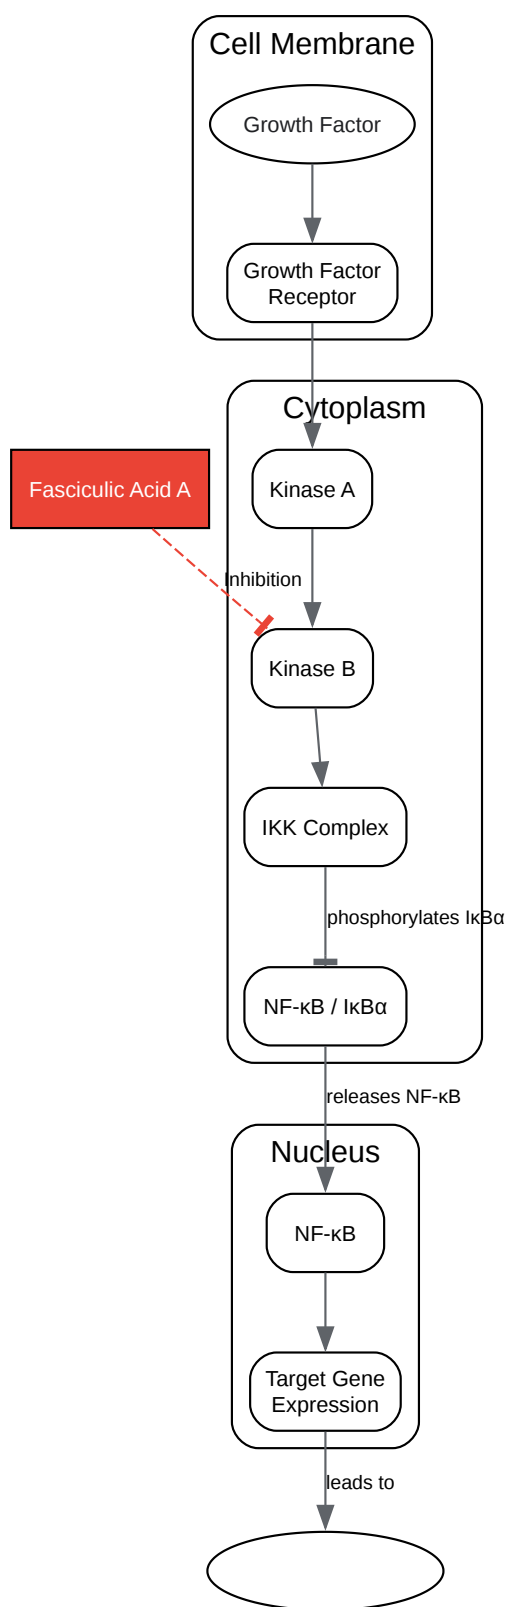 Cell Membrane
Growth Factor
Growth Factor
Receptor
Cytoplasm
Kinase A
Fasciculic Acid A
Inhibition
Kinase B
IKK Complex
phosphorylates IκBα
NF-κB / IκBα
releases NF-κB
Nucleus
NF-κB
Target Gene
Expression
leads to